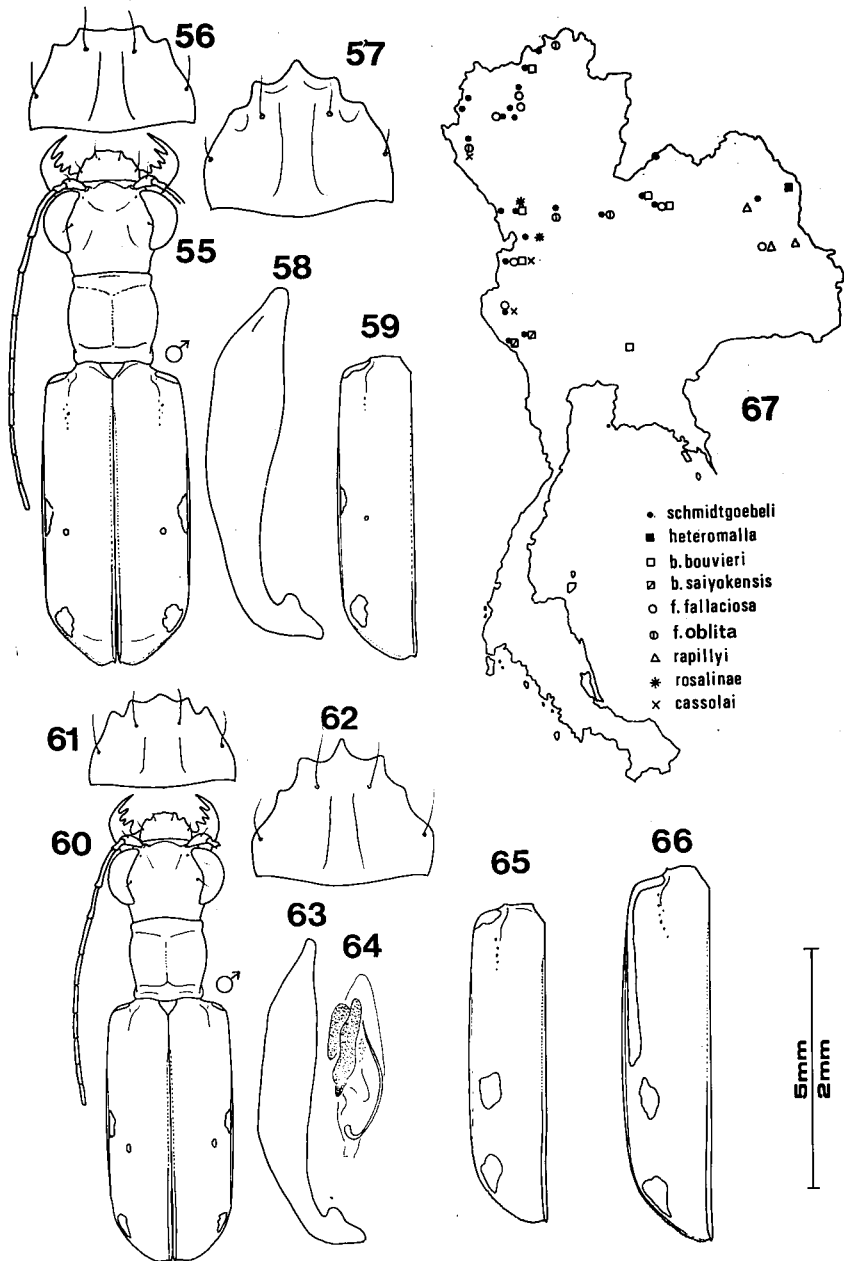 56
57
55
58
59
♂
67
schmidtgoebeli
heteromalla
b.bouvieri
b.saiyokensis
f.fallaciosa
f.oblita
rapillyi
rosalinae
cassolai
61
62
60
63
64
65
66
♂
5mm
2mm